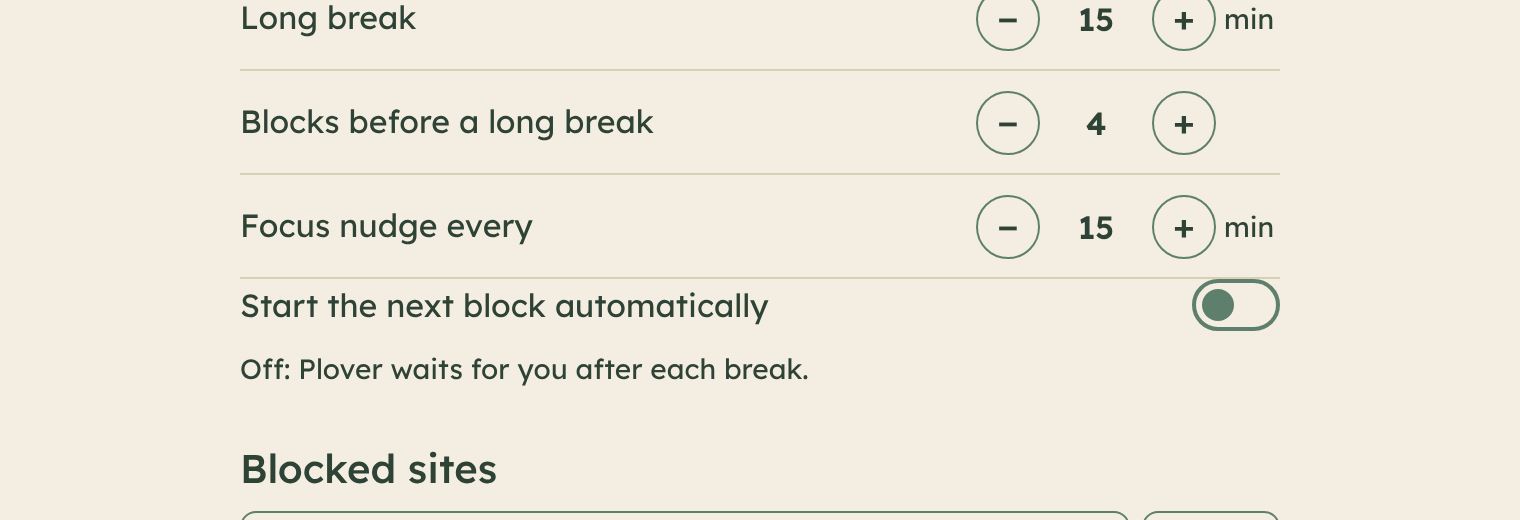 Long break − 15 + min
Blocks before a long break − 4 +
Focus nudge every − 15 + min
Start the next block automatically
Off: Plover waits for you after each break.
Blocked sites